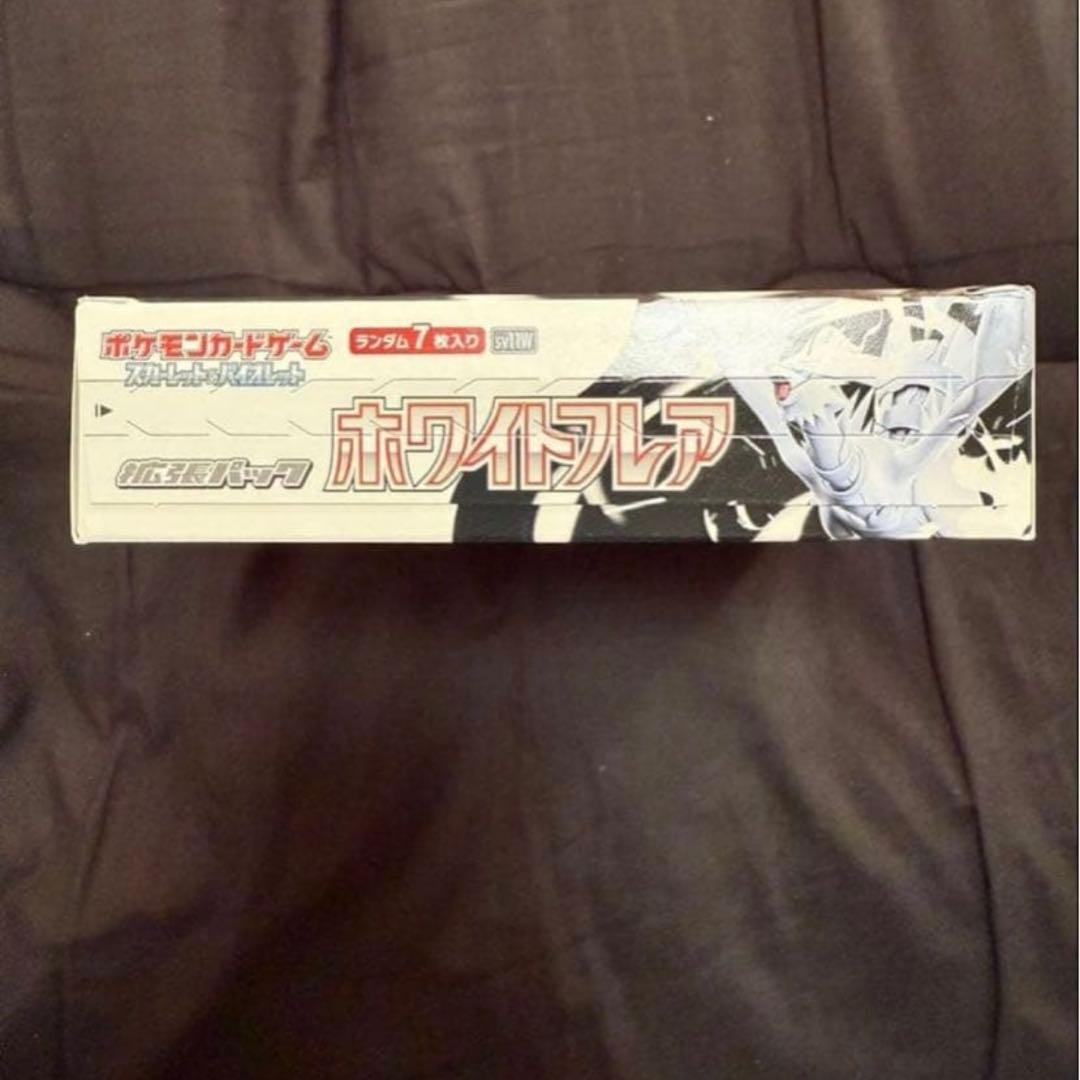 ポケモンカードゲーム
スカーレット&バイオレット
ランダム7枚入り sv11W
拡張パック
ホワイトフレア